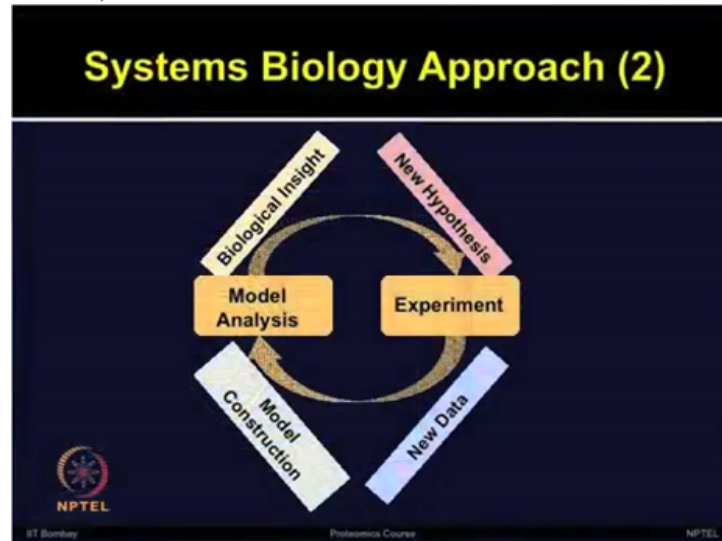 Systems Biology Approach (2)
Biological Insight
New Hypothesis
Model
Analysis
Experiment
Model
Construction
New Data
NPTEL
IIT Bombay
Proteomics Course
NPTEL